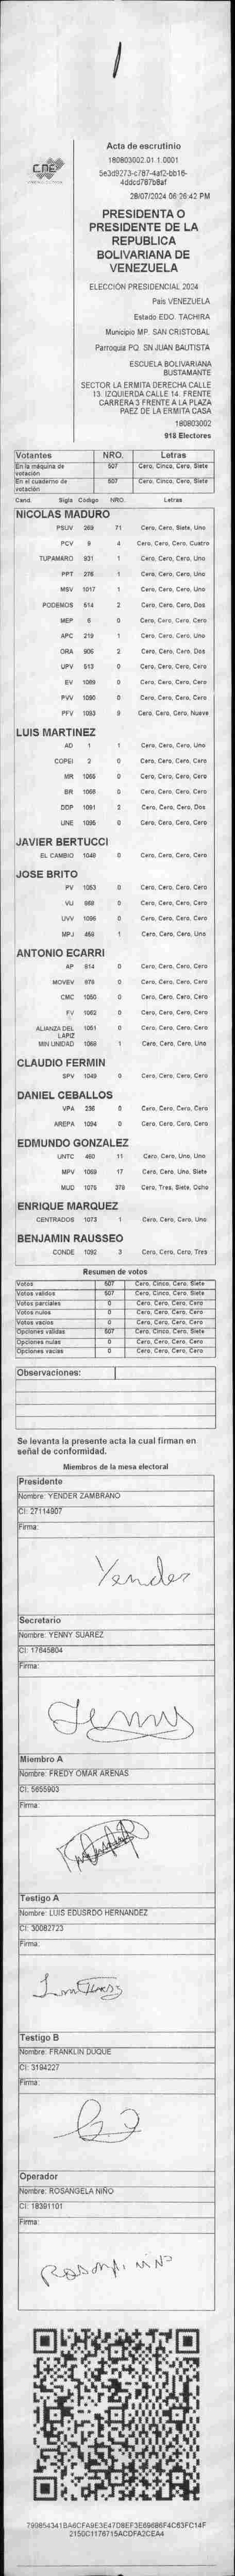 CNE
Acta de escrutinio
180803002.01.1.0001
5e3d9273-c787-4af2-bb16-
4ddcd767b8af
28/07/2024 06:26:42 PM
PRESIDENTA O
PRESIDENTE DE LA
REPUBLICA
BOLIVARIANA DE
VENEZUELA
ELECCIÓN PRESIDENCIAL 2024
País VENEZUELA
Estado EDO. TACHIRA
Municipio MP. SAN CRISTOBAL
Parroquia PQ. SN JUAN BAUTISTA
ESCUELA BOLIVARIANA
BUSTAMANTE
SECTOR LA ERMITA DERECHA CALLE
13. IZQUIERDA CALLE 14. FRENTE
CARRERA 3 FRENTE A LA PLAZA
PAEZ DE LA ERMITA CASA
180803002
918 Electores
Votantes NRO. Letras
En la máquina de votación 507 Cero, Cinco, Cero, Siete
En el cuaderno de votación 507 Cero, Cinco, Cero, Siete
Cand. Sigla Código NRO. Letras
NICOLAS MADURO
PSUV 269 71 Cero, Cero, Siete, Uno
PCV 9 4 Cero, Cero, Cero, Cuatro
TUPAMARO 931 1 Cero, Cero, Cero, Uno
PPT 276 1 Cero, Cero, Cero, Uno
MSV 1017 1 Cero, Cero, Cero, Uno
PODEMOS 514 2 Cero, Cero, Cero, Dos
MEP 6 0 Cero, Cero, Cero, Cero
APC 219 1 Cero, Cero, Cero, Uno
ORA 906 2 Cero, Cero, Cero, Dos
UPV 513 0 Cero, Cero, Cero, Cero
EV 1089 0 Cero, Cero, Cero, Cero
PVV 1090 0 Cero, Cero, Cero, Cero
PFV 1093 9 Cero, Cero, Cero, Nueve
LUIS MARTINEZ
AD 1 1 Cero, Cero, Cero, Uno
COPEI 2 0 Cero, Cero, Cero, Cero
MR 1066 0 Cero, Cero, Cero, Cero
BR 1068 0 Cero, Cero, Cero, Cero
DDP 1091 2 Cero, Cero, Cero, Dos
UNE 1095 0 Cero, Cero, Cero, Cero
JAVIER BERTUCCI
EL CAMBIO 1048 0 Cero, Cero, Cero, Cero
JOSE BRITO
PV 1053 0 Cero, Cero, Cero, Cero
VU 968 0 Cero, Cero, Cero, Cero
UVV 1096 0 Cero, Cero, Cero, Cero
MPJ 459 1 Cero, Cero, Cero, Uno
ANTONIO ECARRI
AP 814 0 Cero, Cero, Cero, Cero
MOVEV 979 0 Cero, Cero, Cero, Cero
CMC 1050 0 Cero, Cero, Cero, Cero
FV 1062 0 Cero, Cero, Cero, Cero
ALIANZA DEL LAPIZ 1051 0 Cero, Cero, Cero, Cero
MIN UNIDAD 1068 1 Cero, Cero, Cero, Uno
CLAUDIO FERMIN
SPV 1049 0 Cero, Cero, Cero, Cero
DANIEL CEBALLOS
VPA 236 0 Cero, Cero, Cero, Cero
AREPA 1094 0 Cero, Cero, Cero, Cero
EDMUNDO GONZALEZ
UNTC 460 11 Cero, Cero, Uno, Uno
MPV 1069 17 Cero, Cero, Uno, Siete
MUD 1075 378 Cero, Tres, Siete, Ocho
ENRIQUE MARQUEZ
CENTRADOS 1073 1 Cero, Cero, Cero, Uno
BENJAMIN RAUSSEO
CONDE 1092 3 Cero, Cero, Cero, Tres
Resumen de votos
Votos 507 Cero, Cinco, Cero, Siete
Votos validos 507 Cero, Cinco, Cero, Siete
Votos parciales 0 Cero, Cero, Cero, Cero
Votos nulos 0 Cero, Cero, Cero, Cero
Votos vacios 0 Cero, Cero, Cero, Cero
Opciones validas 507 Cero, Cinco, Cero, Siete
Opciones nulas 0 Cero, Cero, Cero, Cero
Opciones vacias 0 Cero, Cero, Cero, Cero
Observaciones:
Se levanta la presente acta la cual firman en
señal de conformidad.
Miembros de la mesa electoral
Presidente
Nombre: YENDER ZAMBRANO
CI: 27114907
Firma:
Yender
Secretario
Nombre: YENNY SUAREZ
CI: 17645804
Firma:
Jenny
Miembro A
Nombre: FREDY OMAR ARENAS
CI: 5655903
Firma:
Testigo A
Nombre: LUIS EDUSRDO HERNANDEZ
CI: 30082723
Firma:
Testigo B
Nombre: FRANKLIN DUQUE
CI: 3194227
Firma:
Operador
Nombre: ROSANGELA NIÑO
CI: 18391101
Firma:
799854341BA6CFA9E3E47D8EF3E69686F4C63FC14F
2150C1176715ACDFA2CEA4